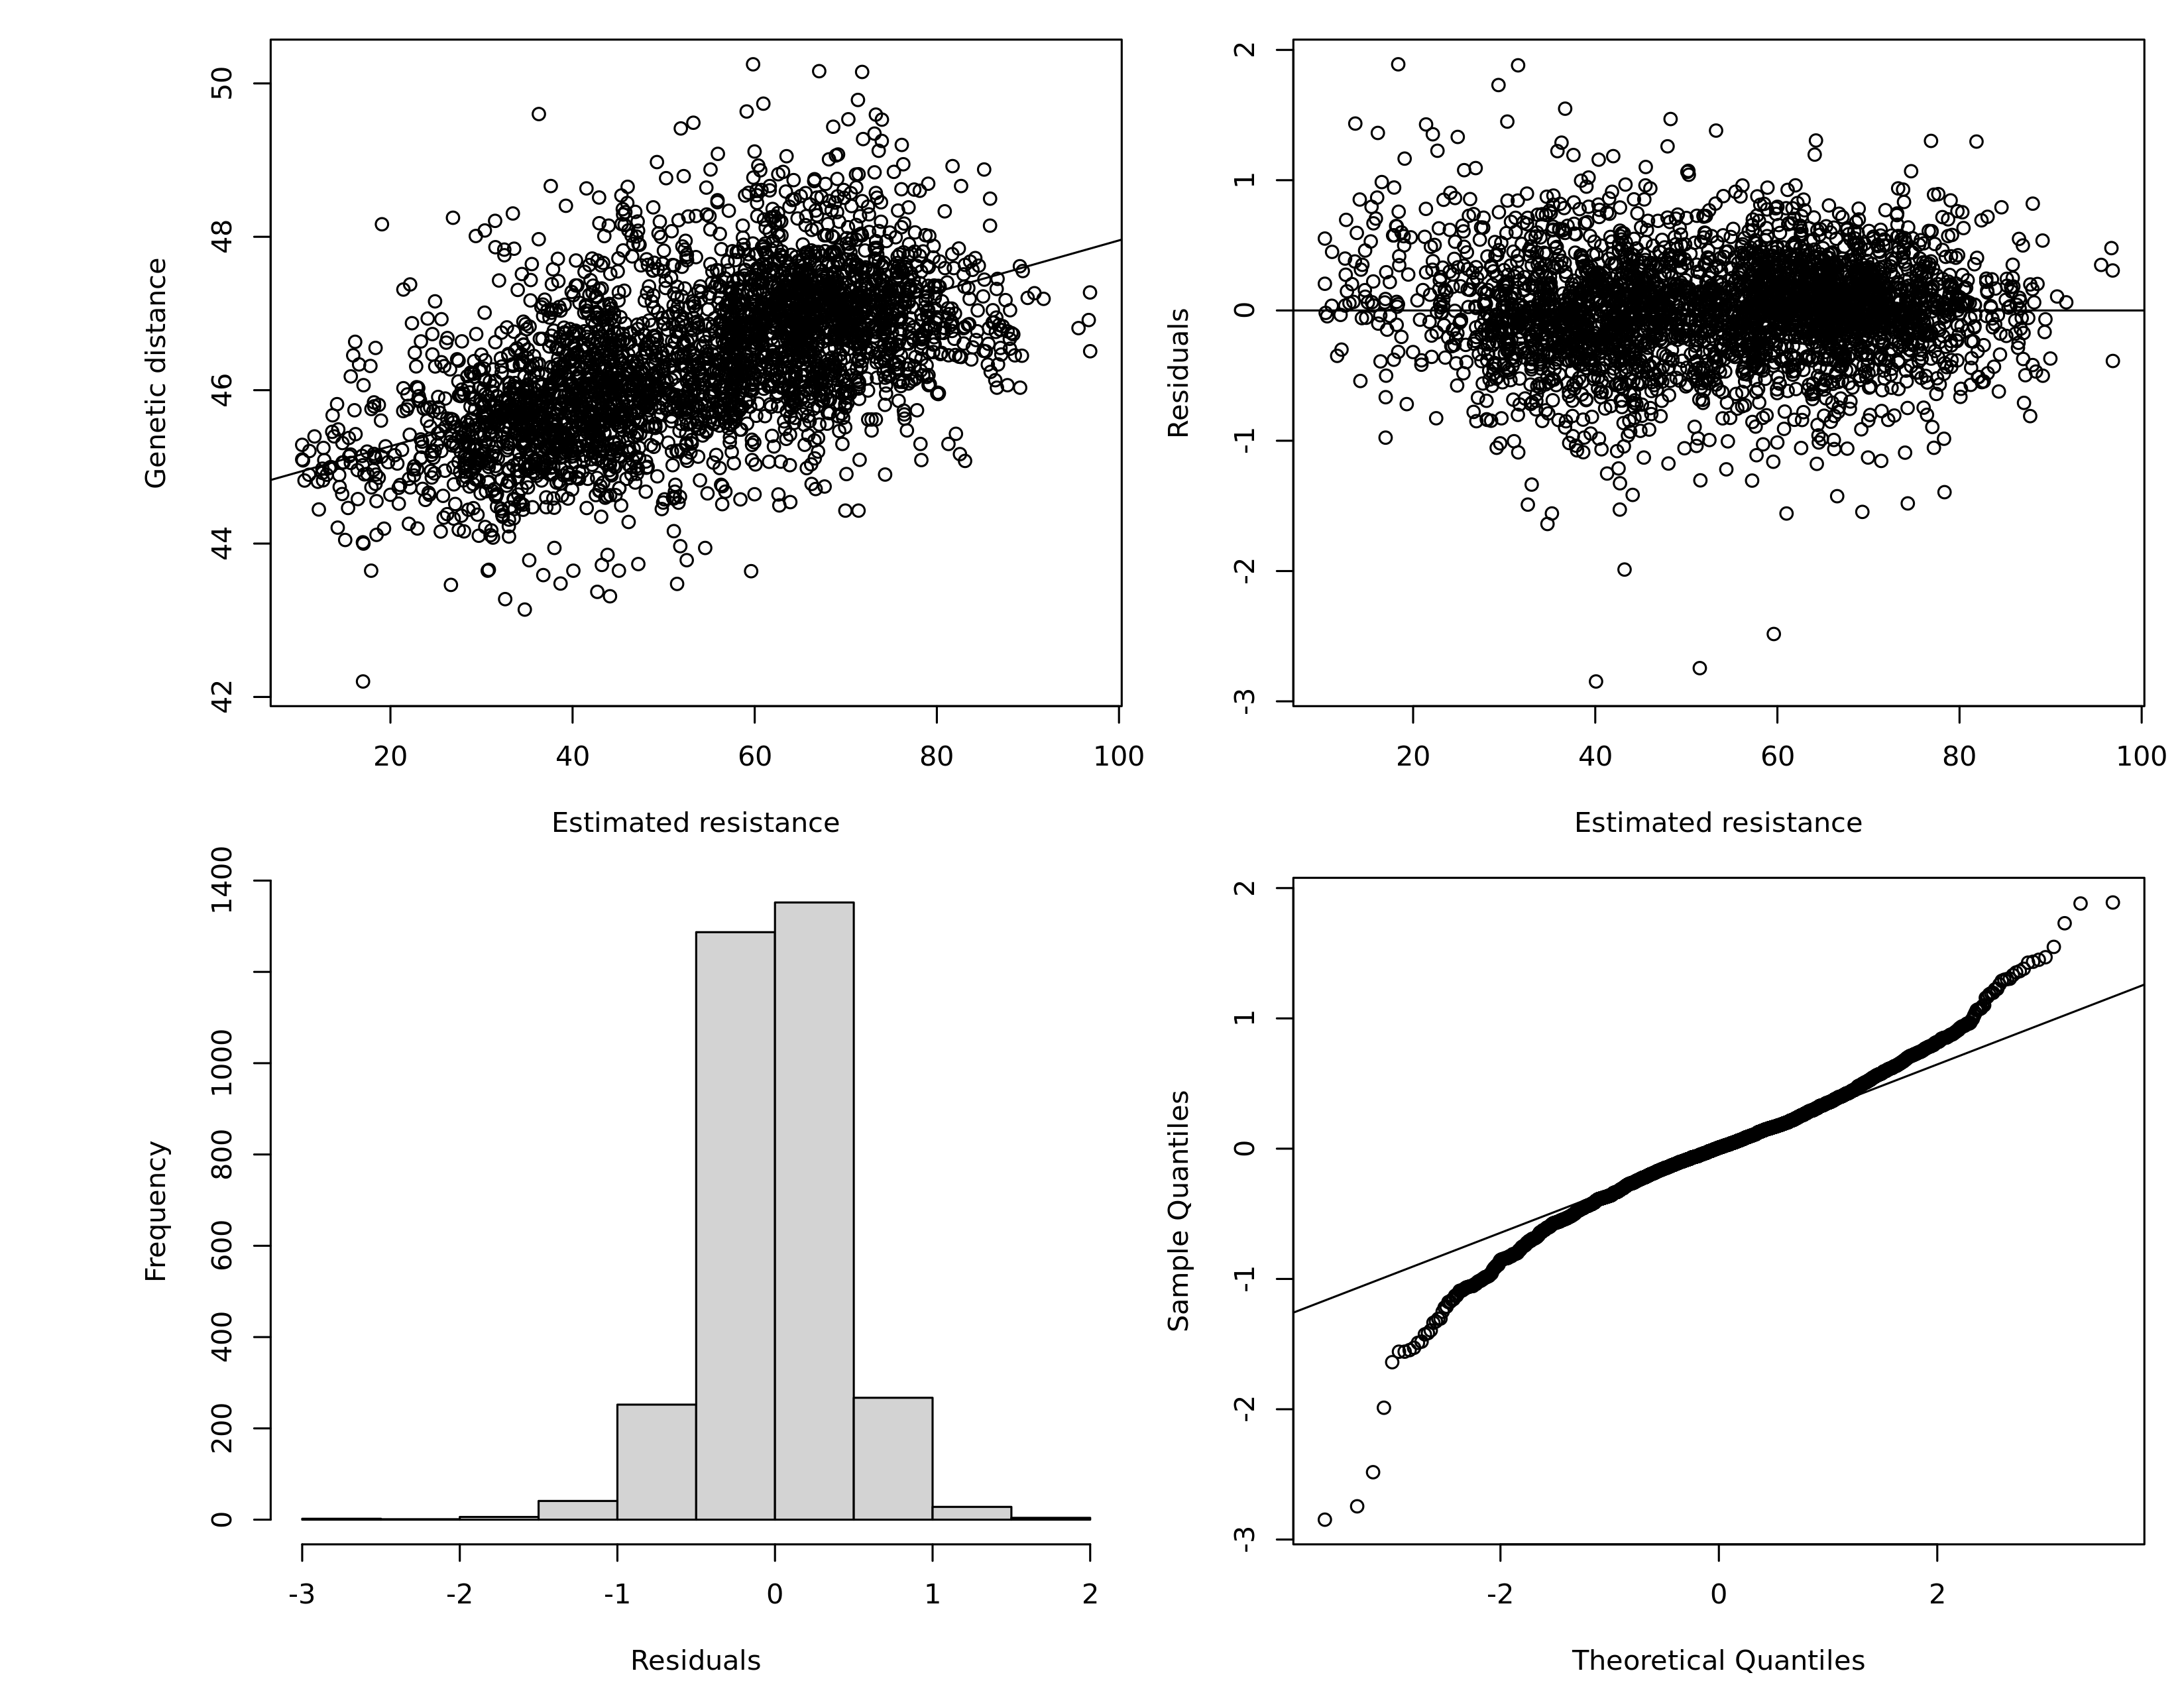 Genetic distance
50
48
46
44
42
20 40 60 80 100
Estimated resistance
Residuals
2
1
0
-1
-2
-3
20 40 60 80 100
Estimated resistance
Frequency
1400
1000
800
600
400
200
0
-3 -2 -1 0 1 2
Residuals
Sample Quantiles
2
1
0
-1
-2
-3
-2 0 2
Theoretical Quantiles